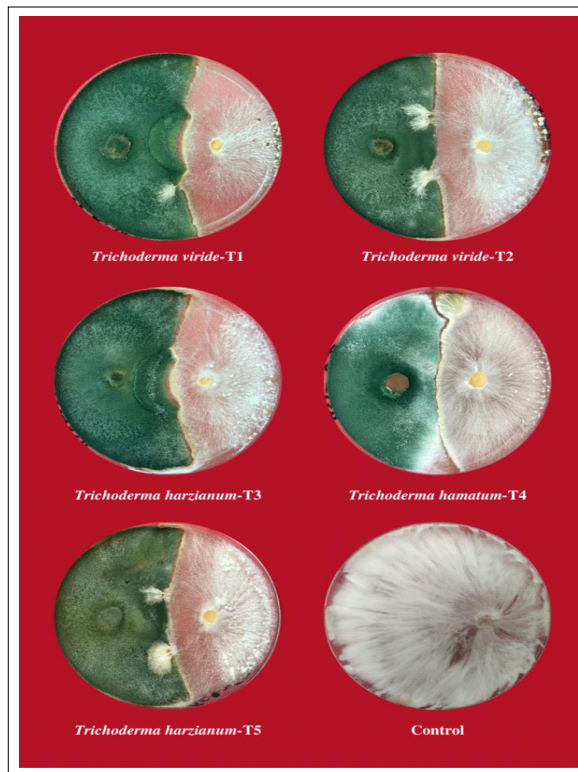 Trichoderma viride-T1
Trichoderma viride-T2
Trichoderma harzianum-T3
Trichoderma hamatum-T4
Trichoderma harzianum-T5
Control